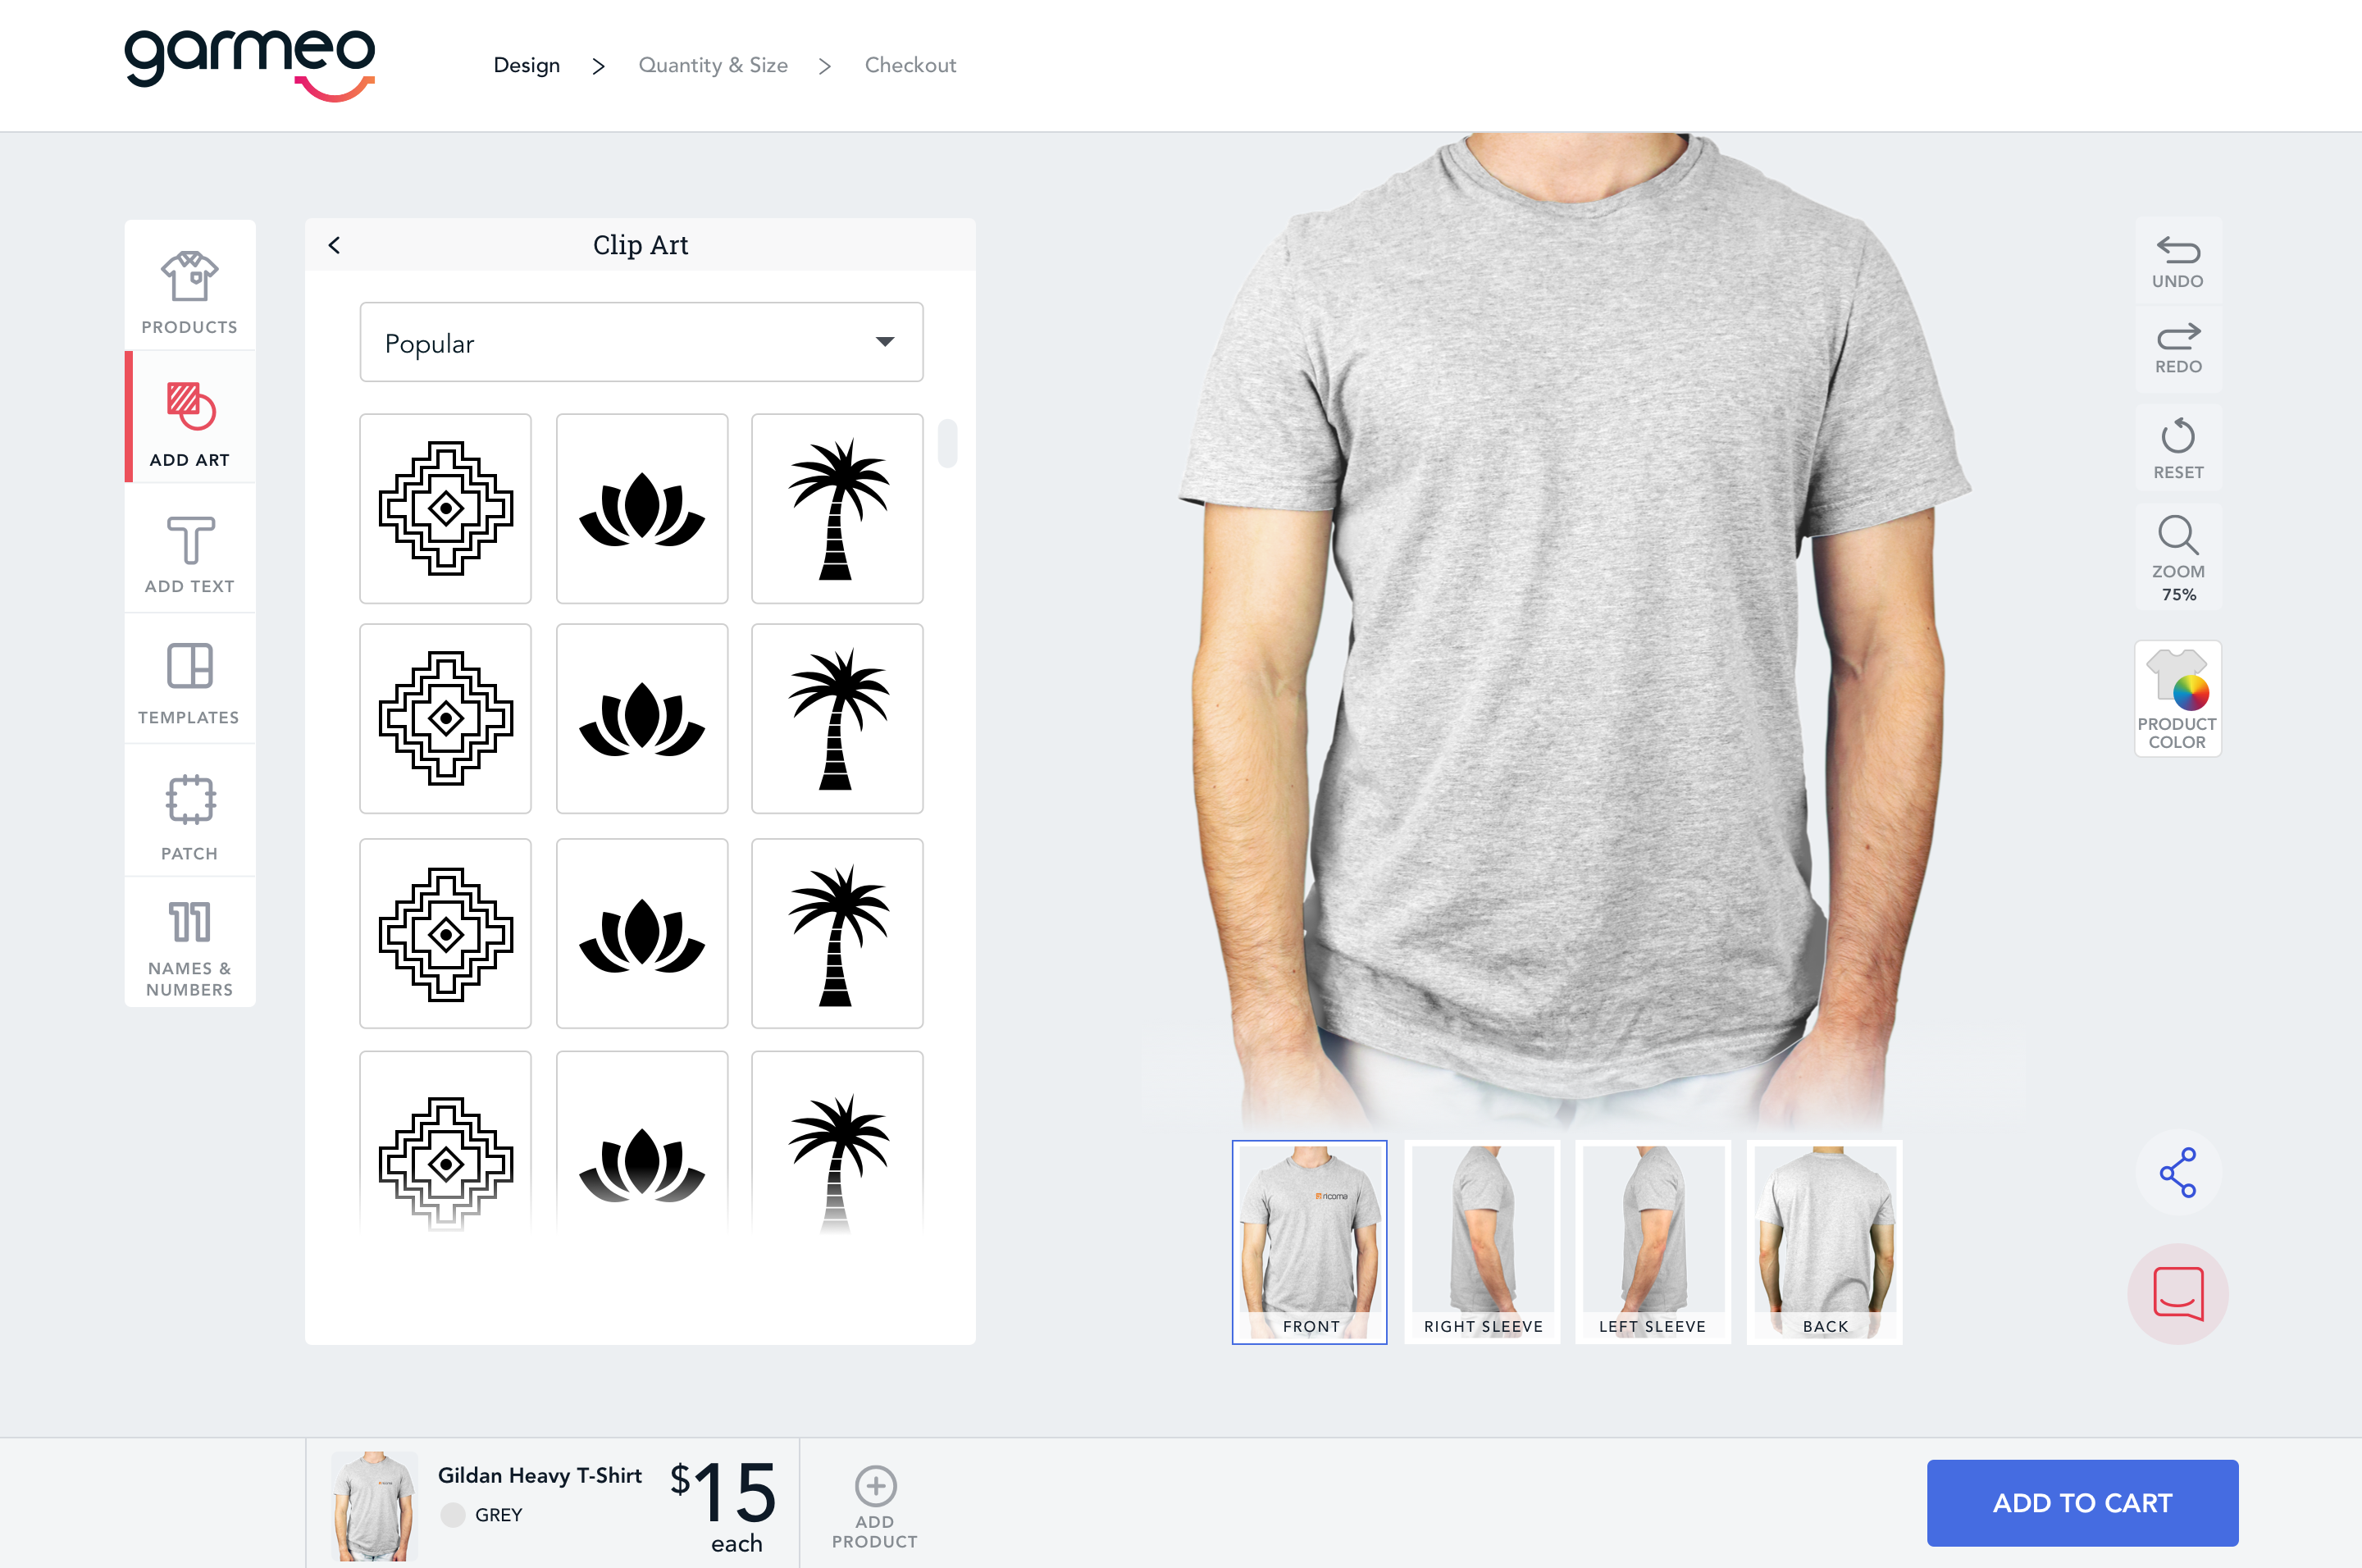 garmeo
Design > Quantity & Size > Checkout
PRODUCTS
ADD ART
ADD TEXT
TEMPLATES
PATCH
11
NAMES &
NUMBERS
Clip Art
Popular
UNDO
REDO
RESET
ZOOM
75%
PRODUCT
COLOR
ricoma
FRONT
RIGHT SLEEVE
LEFT SLEEVE
BACK
Gildan Heavy T-Shirt
GREY
$15
each
ADD
PRODUCT
ADD TO CART